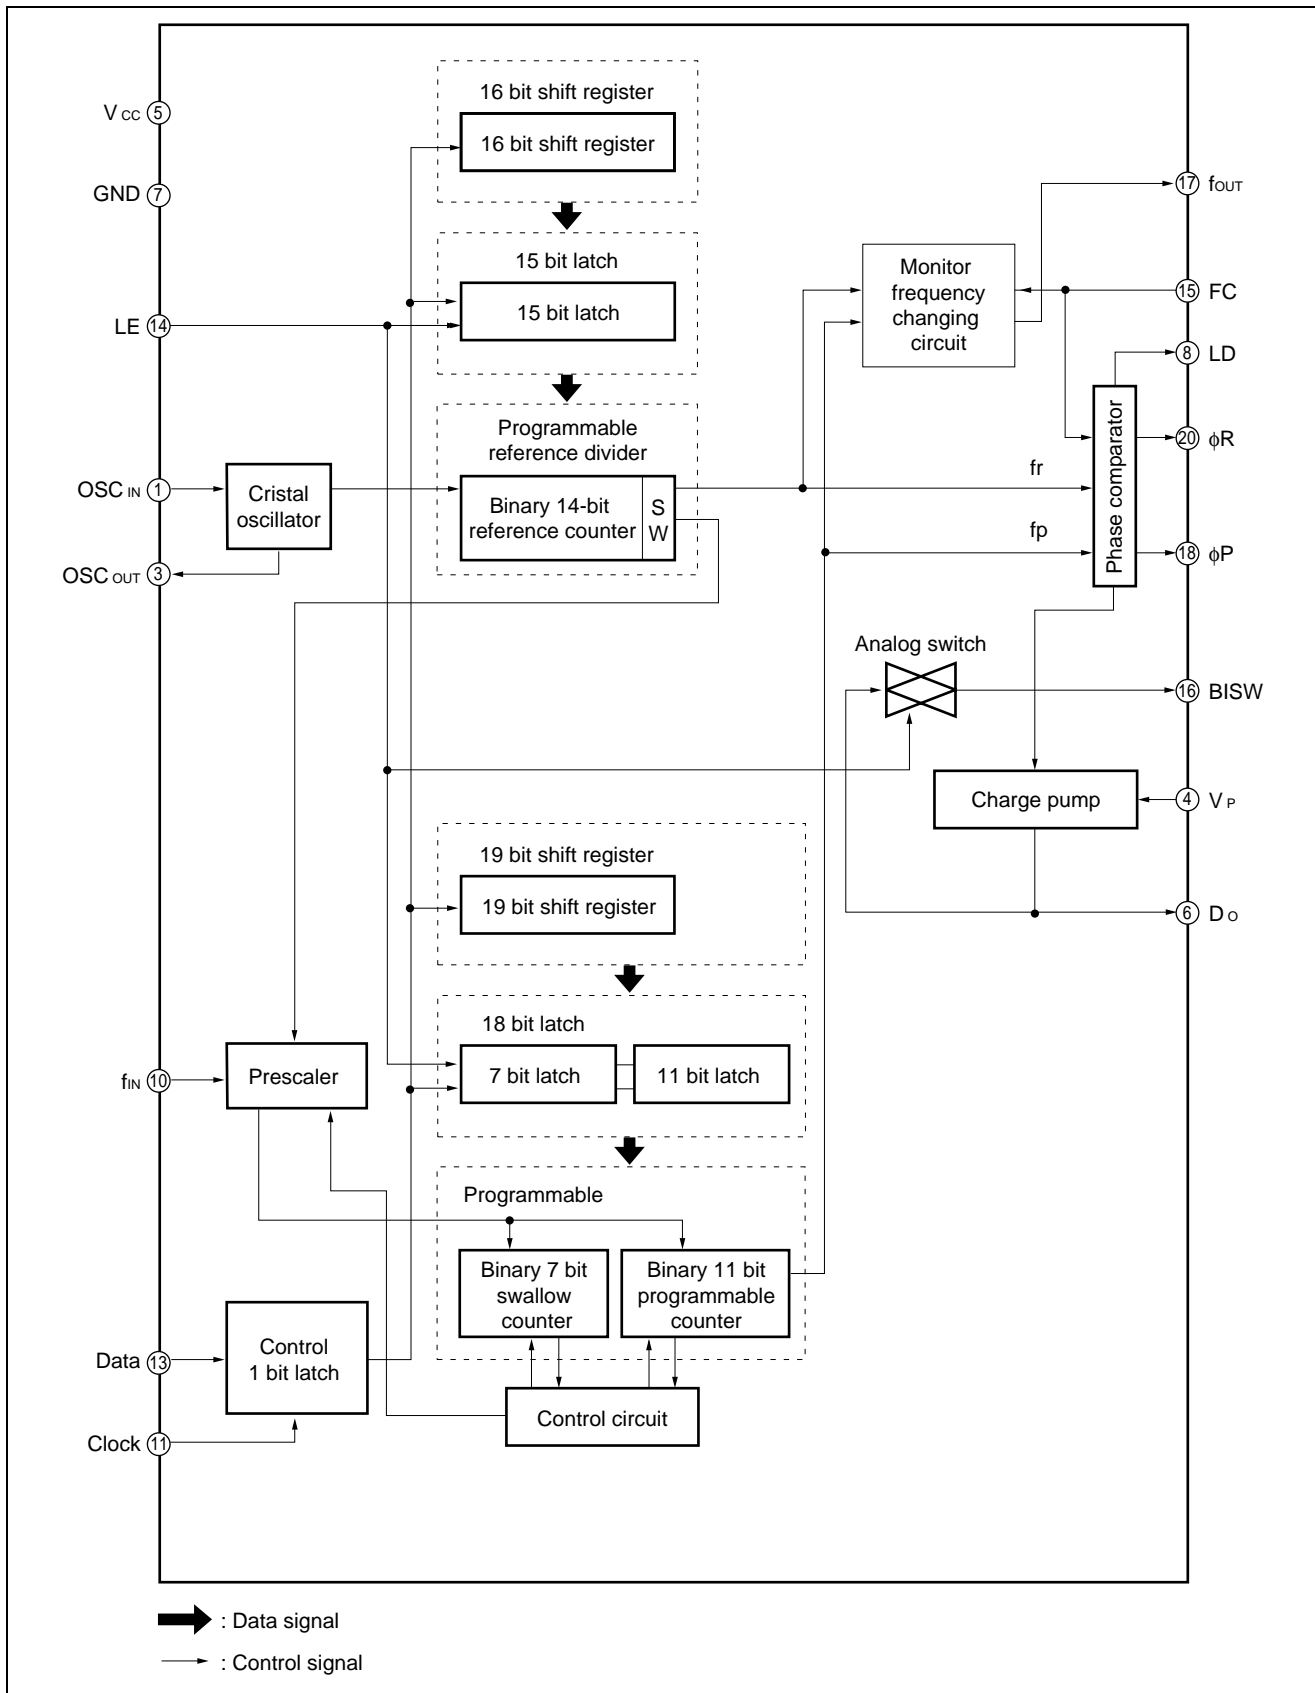 16 bit shift register
VCC 5
16 bit shift register
GND 7
17 fOUT
15 bit latch
Monitor
frequency
changing
circuit
15 FC
15 bit latch
LE 14
8 LD
Programmable
reference divider
Phase comparator
20 ϕR
fr
OSC IN 1
Cristal
oscillator
Binary 14-bit
reference counter
S
W
fp
18 ϕP
OSC OUT 3
Analog switch
16 BISW
Charge pump
4 VP
19 bit shift register
19 bit shift register
6 DO
18 bit latch
fIN 10
Prescaler
7 bit latch
11 bit latch
Programmable
Binary 7 bit
swallow
counter
Binary 11 bit
programmable
counter
Data 13
Control
1 bit latch
Control circuit
Clock 11
: Data signal
: Control signal